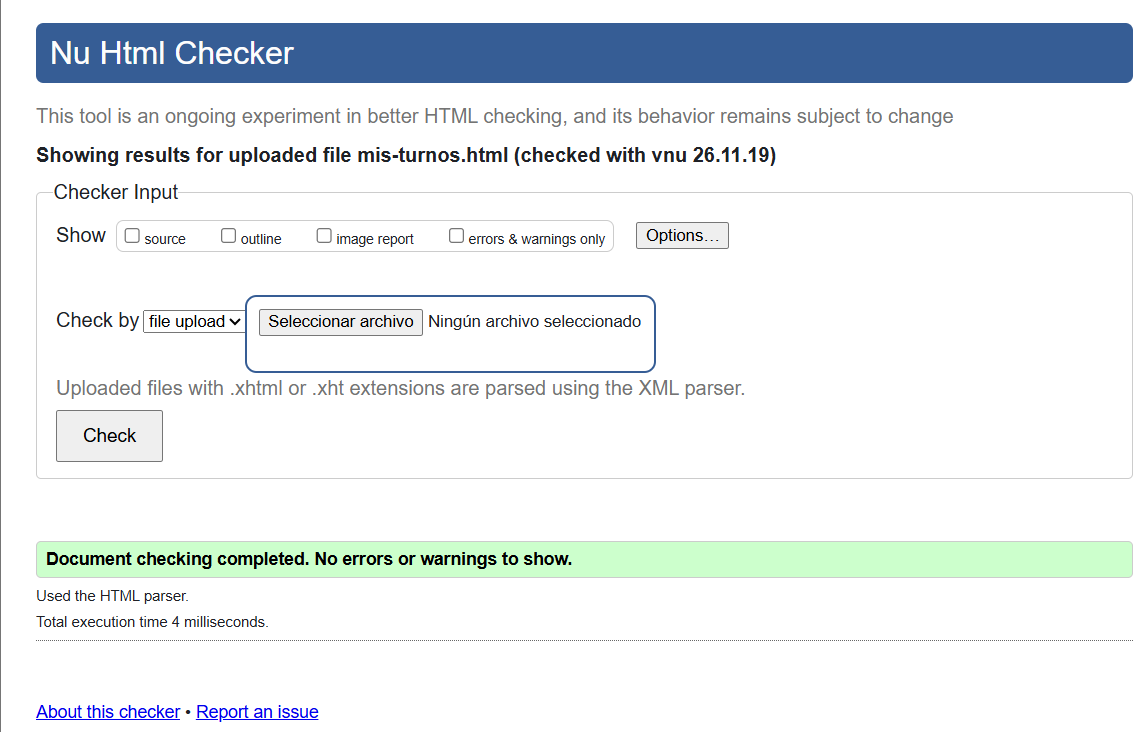 Nu Html Checker
This tool is an ongoing experiment in better HTML checking, and its behavior remains subject to change
Showing results for uploaded file mis-turnos.html (checked with vnu 26.11.19)
Checker Input
Show source outline image report errors & warnings only Options…
Check by file upload Seleccionar archivo Ningún archivo seleccionado
Uploaded files with .xhtml or .xht extensions are parsed using the XML parser.
Check
Document checking completed. No errors or warnings to show.
Used the HTML parser.
Total execution time 4 milliseconds.
About this checker • Report an issue